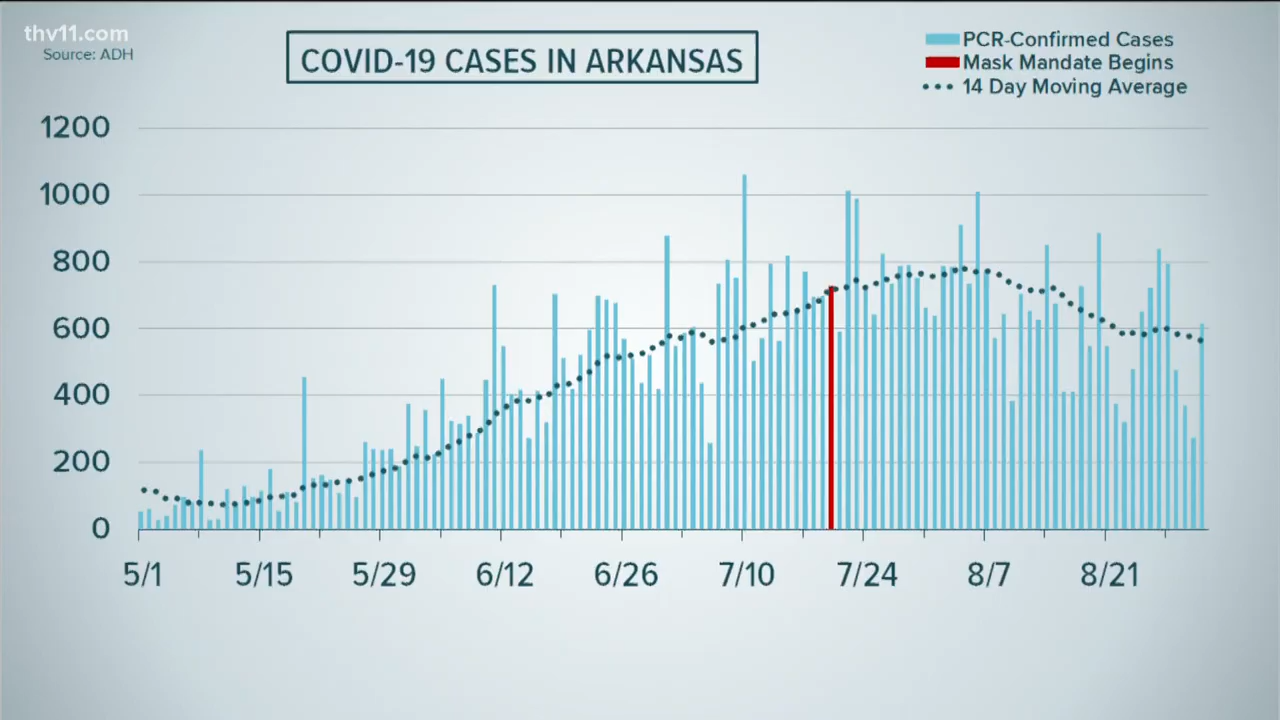 thv11.com
Source: ADH
COVID-19 CASES IN ARKANSAS
PCR-Confirmed Cases
Mask Mandate Begins
14 Day Moving Average
1200
1000
800
600
400
200
0
5/1 5/15 5/29 6/12 6/26 7/10 7/24 8/7 8/21